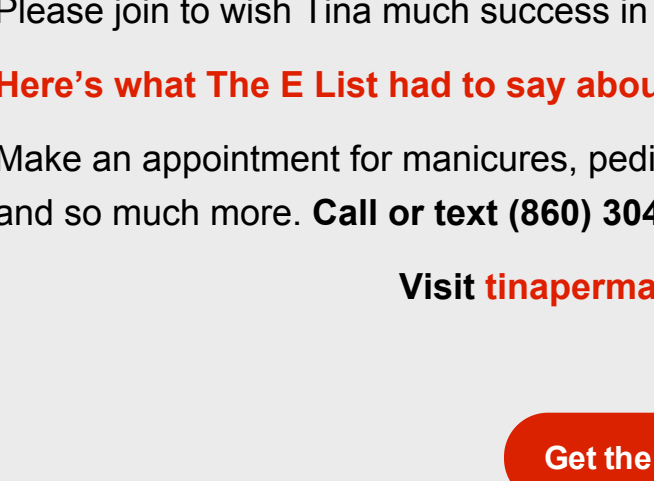 Please join to wish Tina much success in
Here's what The E List had to say abou
Make an appointment for manicures, pedi
and so much more. Call or text (860) 304
Visit tinaperma
Get the